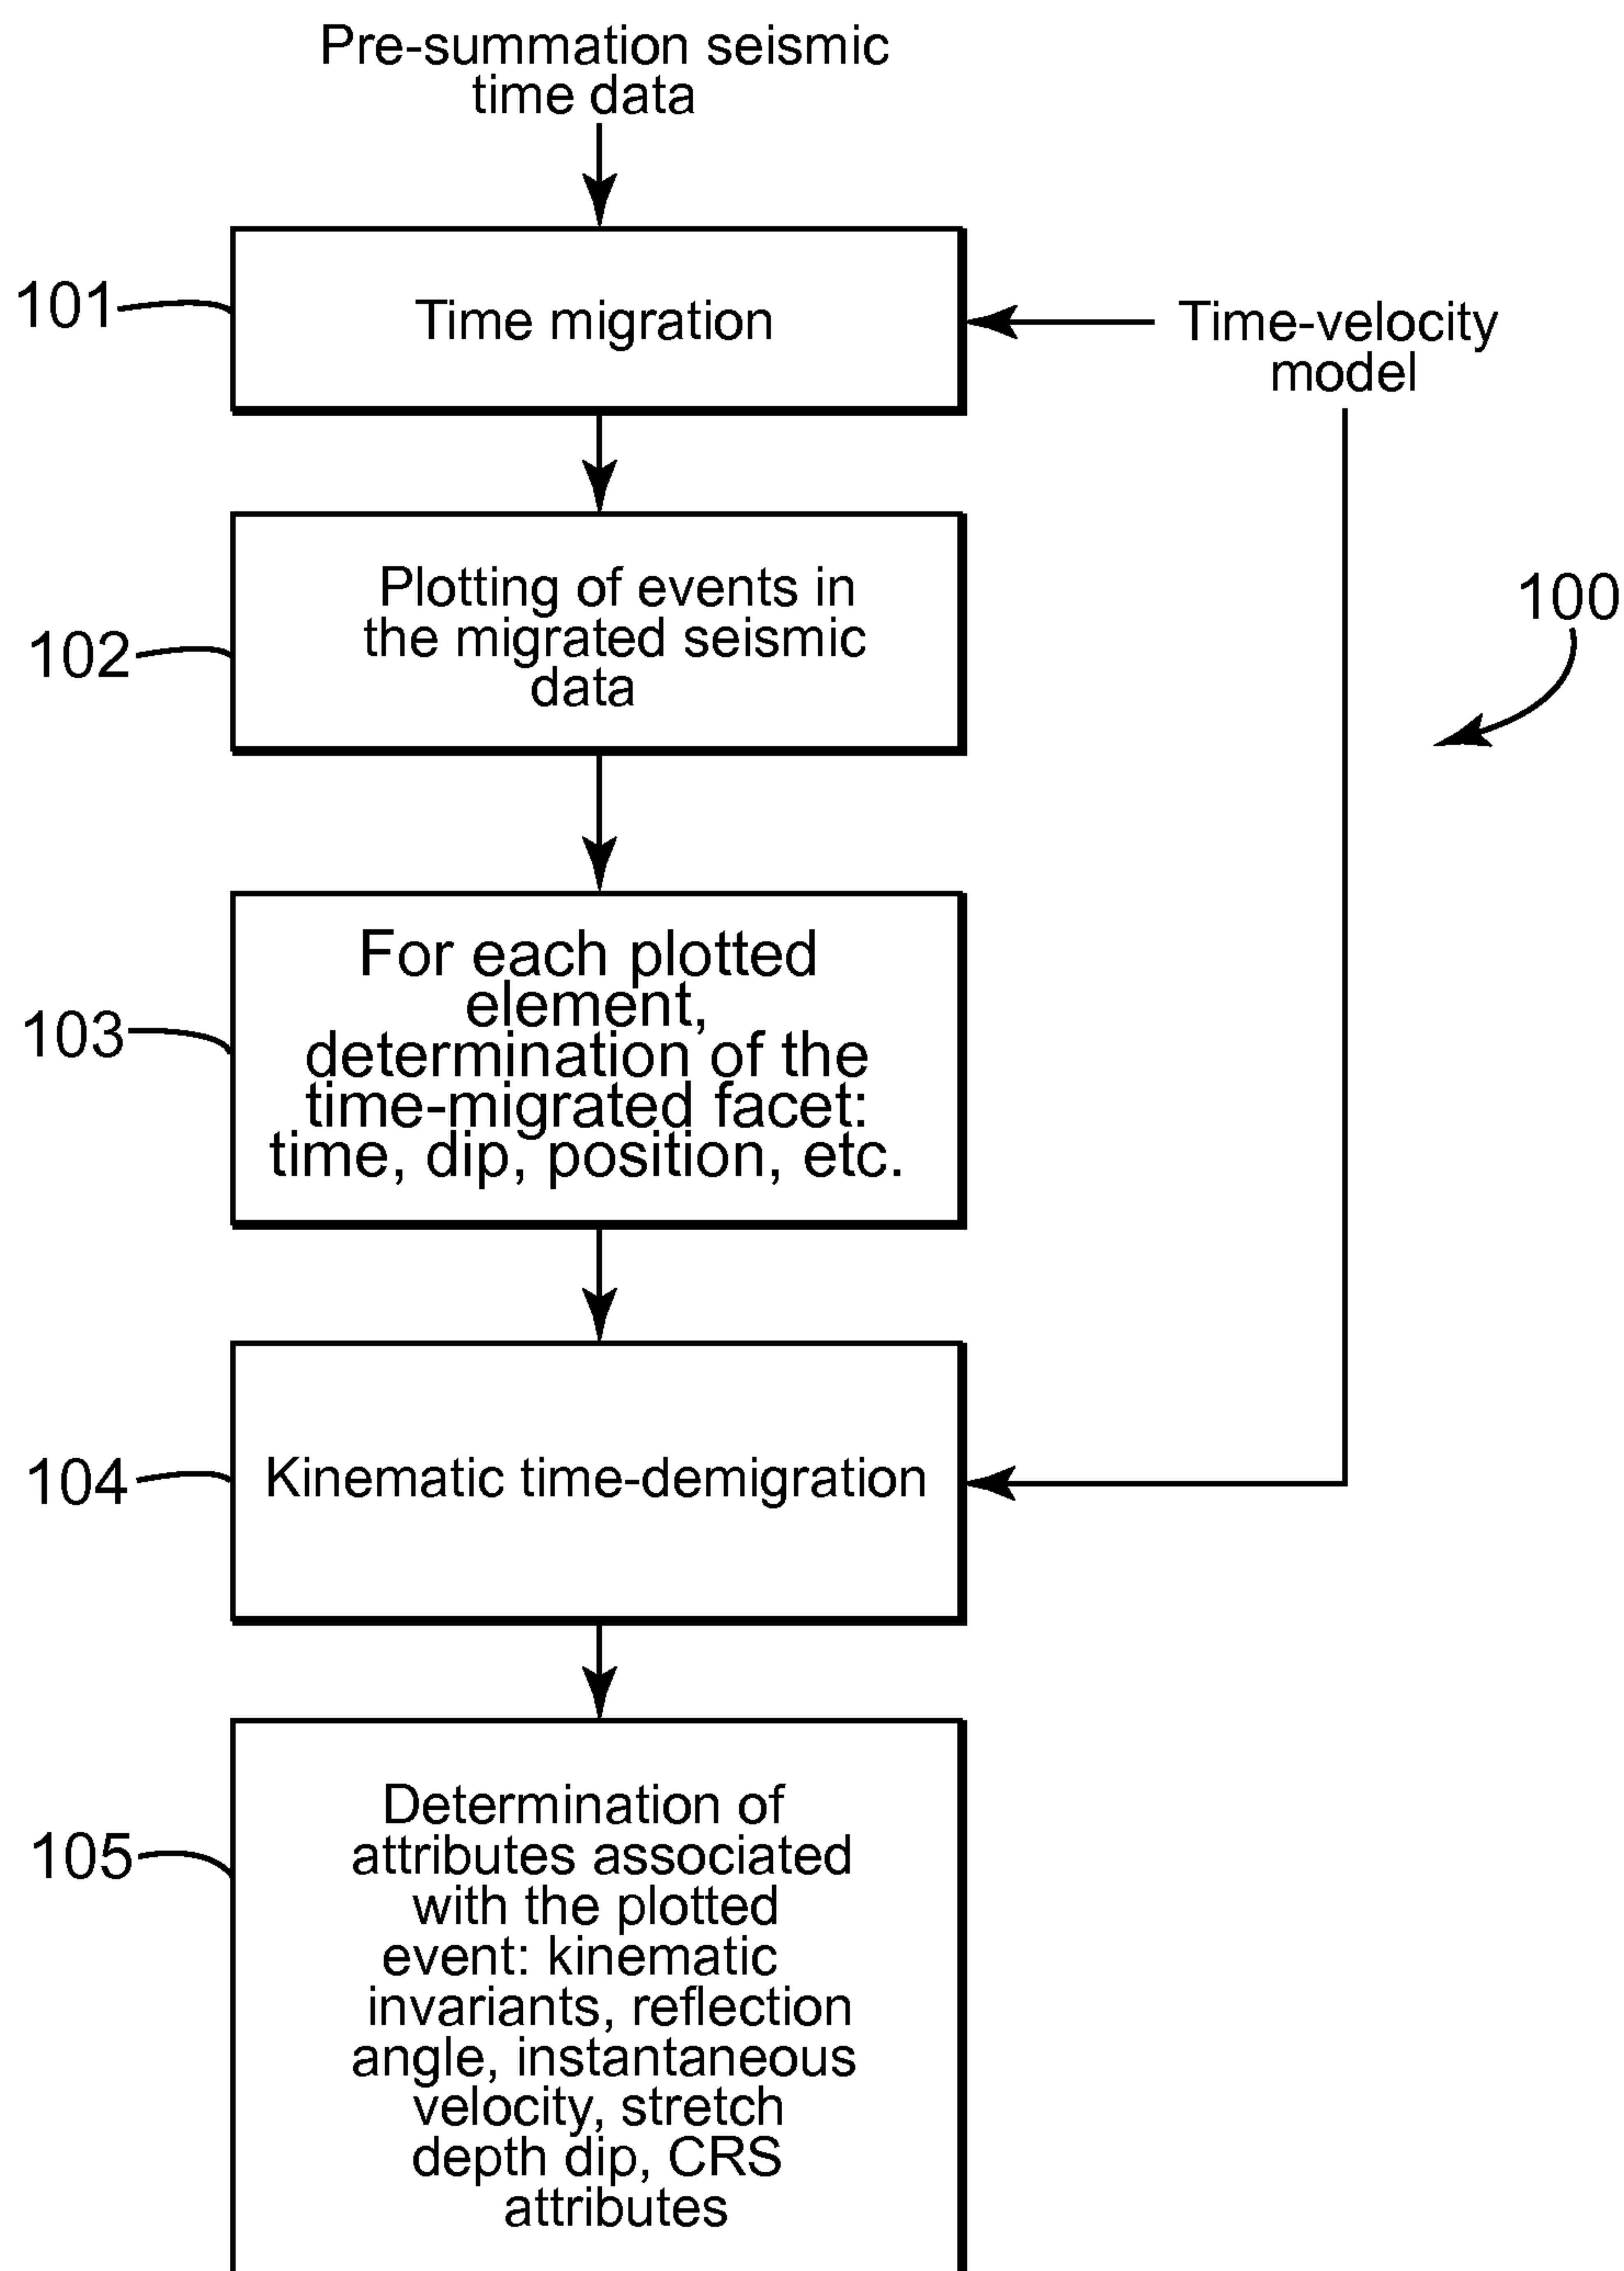 Pre-summation seismic
time data
101
Time migration
Time-velocity
model
Plotting of events in
the migrated seismic
data
102
100
For each plotted
element,
determination of the
time-migrated facet:
time, dip, position, etc.
103
104
Kinematic time-demigration
Determination of
attributes associated
with the plotted
event: kinematic
invariants, reflection
angle, instantaneous
velocity, stretch
depth dip, CRS
attributes
105